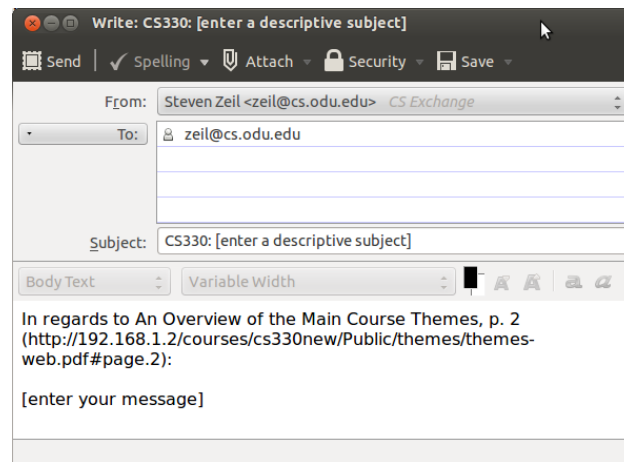 Write: CS330: [enter a descriptive subject]
Send Spelling Attach Security Save
From: Steven Zeil <zeil@cs.odu.edu> CS Exchange
To: zeil@cs.odu.edu
Subject: CS330: [enter a descriptive subject]
Body Text Variable Width A A a a
In regards to An Overview of the Main Course Themes, p. 2
(http://192.168.1.2/courses/cs330new/Public/themes/themes-
web.pdf#page.2):
[enter your message]